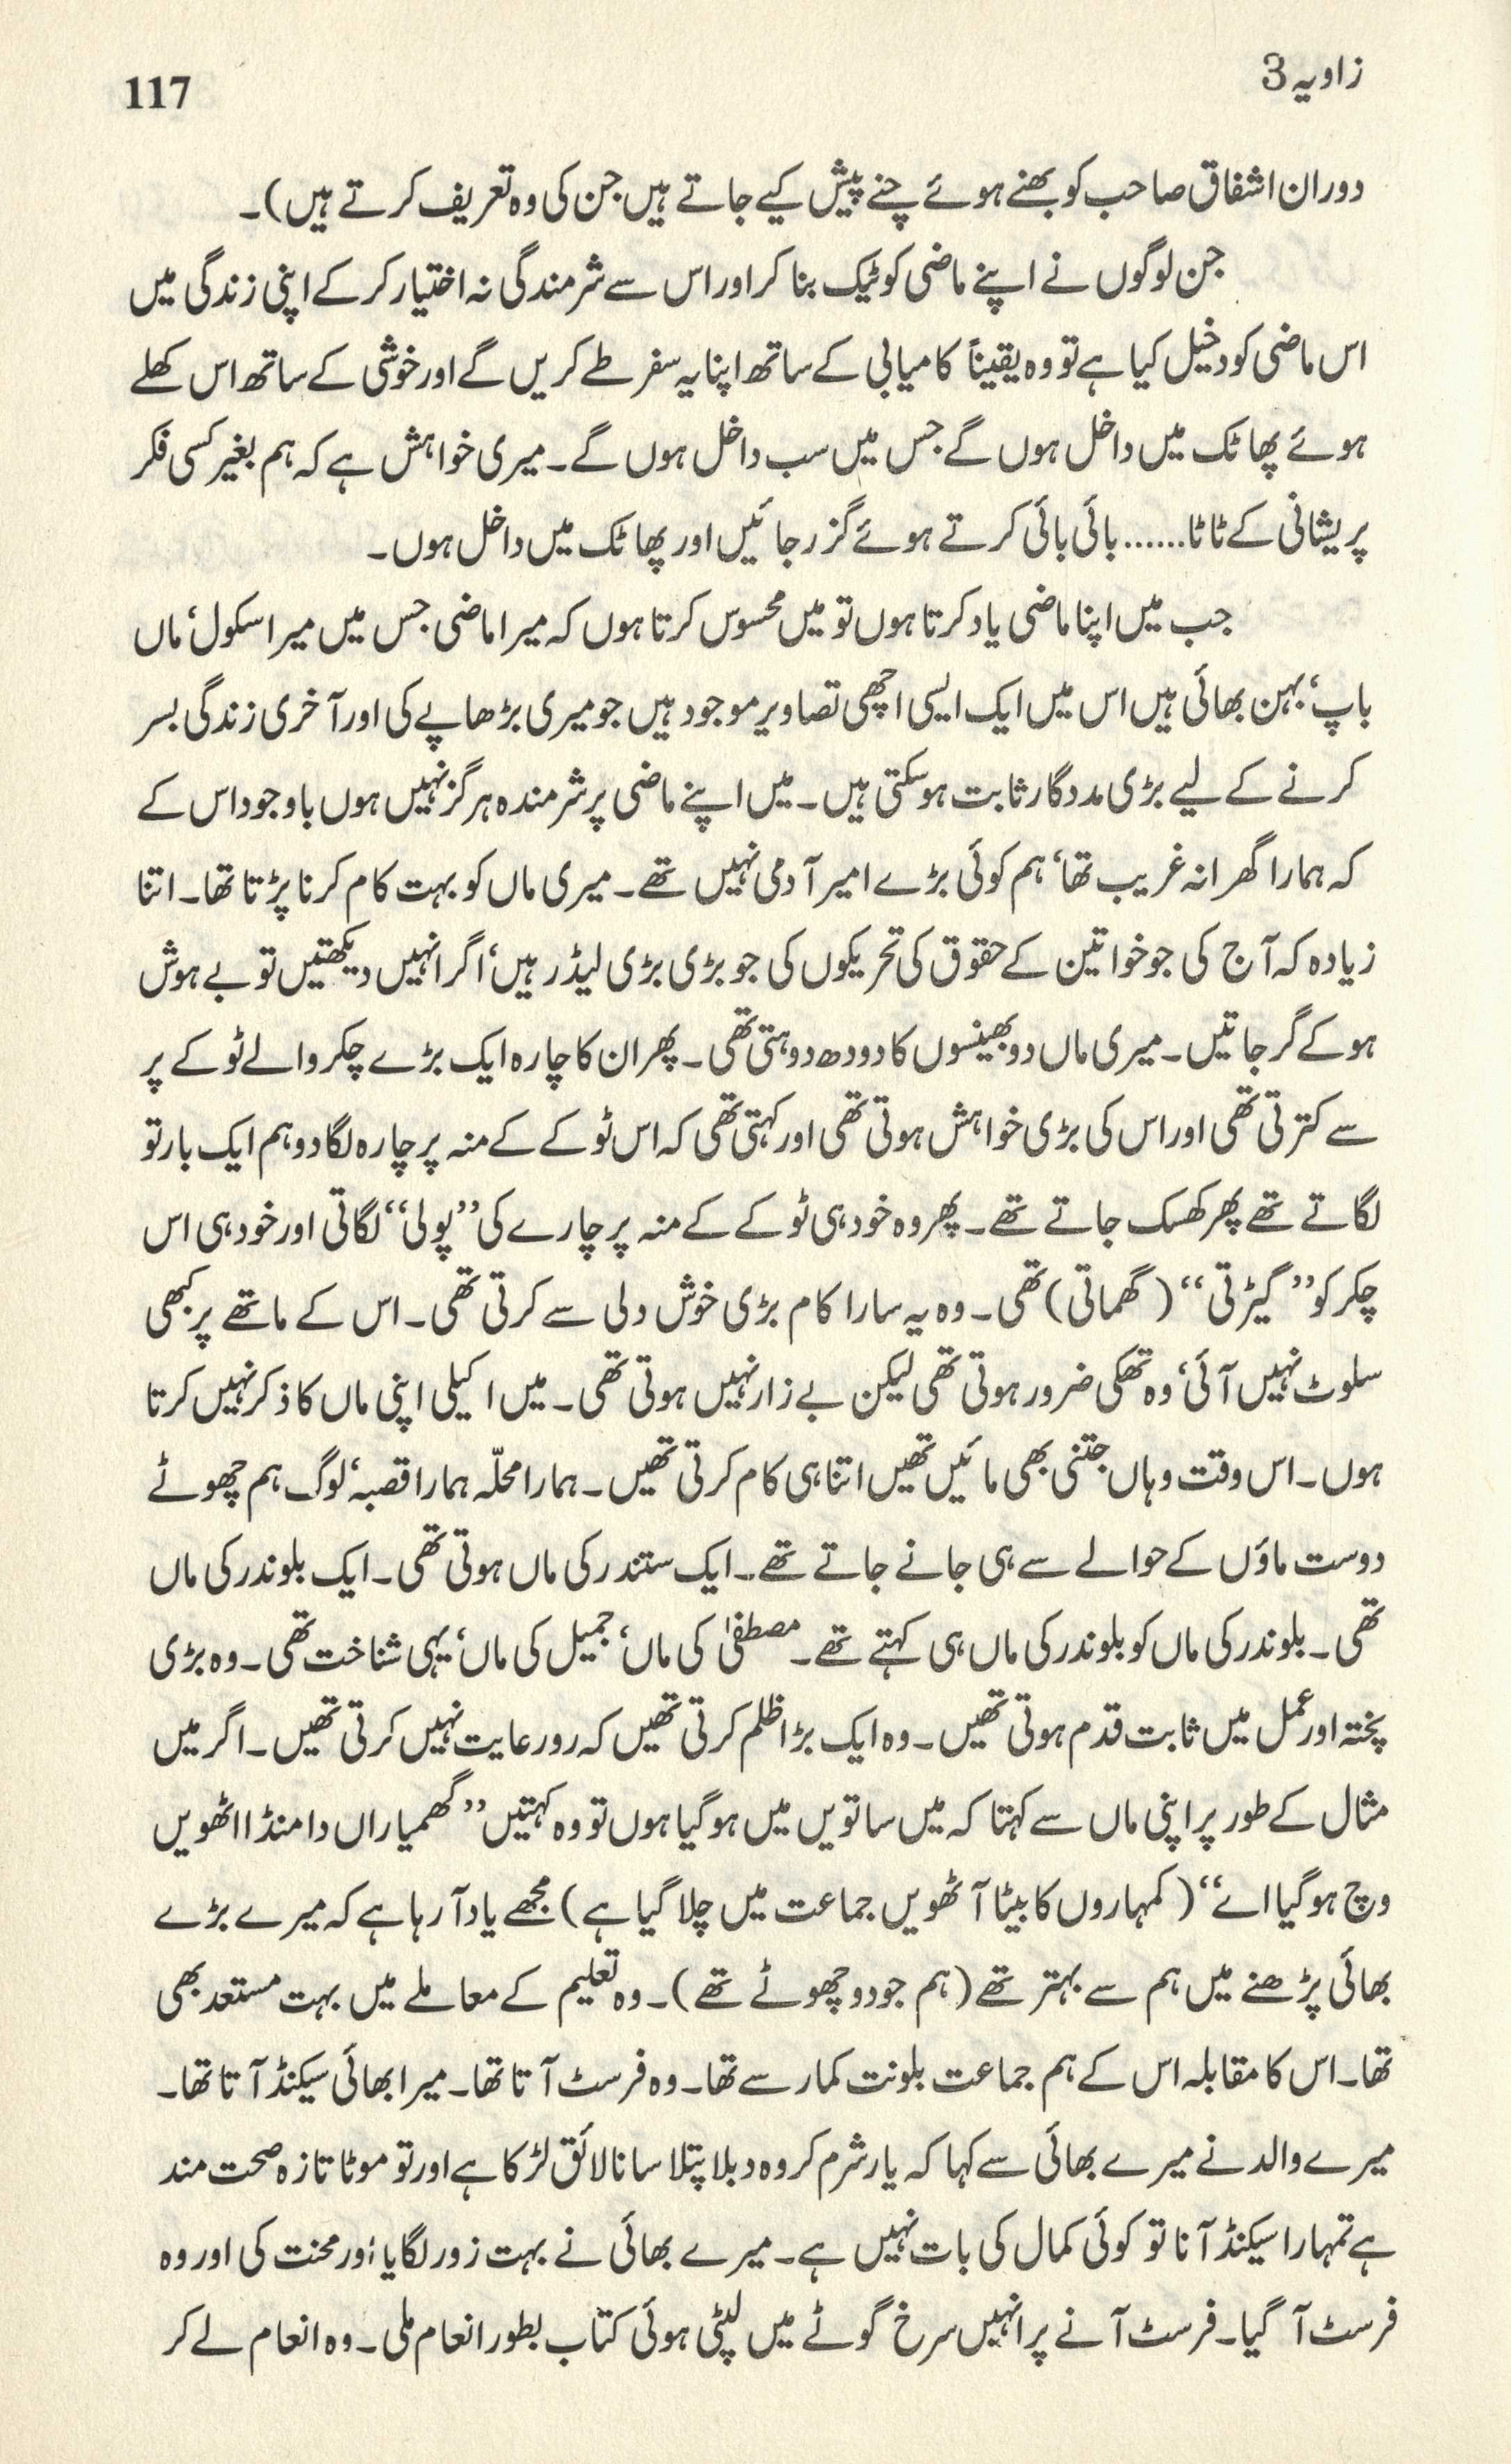 زاویہ 3
117
دوران اشفاق صاحب کو بھنے ہوئے چنے پیش کیے جاتے ہیں جن کی وہ تعریف کرتے ہیں)۔
جن لوگوں نے اپنے ماضی کو ٹیک بنا کر اور اس سے شرمندگی نہ اختیار کر کے اپنی زندگی میں
اس ماضی کو دخیل کیا ہے تو وہ یقیناً کامیابی کے ساتھ اپنا یہ سفر طے کریں گے اور خوشی کے ساتھ اس کھلے
ہوئے پھاٹک میں داخل ہوں گے جس میں سب داخل ہوں گے۔ میری خواہش ہے کہ ہم بغیر کسی فکر
پریشانی کے ٹاٹا...... بائی بائی کرتے ہوئے گزر جائیں اور پھاٹک میں داخل ہوں۔
جب میں اپنا ماضی یاد کرتا ہوں تو میں محسوس کرتا ہوں کہ میرا ماضی جس میں میرا سکول‘ ماں
باپ‘ بہن بھائی ہیں اس میں ایک ایسی اچھی تصاویر موجود ہیں جو میری بڑھاپے کی اور آخری زندگی بسر
کرنے کے لیے بڑی مددگار ثابت ہو سکتی ہیں۔ میں اپنے ماضی پر شرمندہ ہرگز نہیں ہوں باوجود اس کے
کہ ہمارا گھرانہ غریب تھا‘ ہم کوئی بڑے امیر آدمی نہیں تھے۔ میری ماں کو بہت کام کرنا پڑتا تھا۔ اتنا
زیادہ کہ آج کی جو خواتین کے حقوق کی تحریکوں کی جو بڑی بڑی لیڈر ہیں‘ اگر انہیں دیکھتیں تو بے ہوش
ہو کے گر جاتیں۔ میری ماں دو بھینسوں کا دودھ دوہتی تھی۔ پھر ان کا چارہ ایک بڑے چکر والے ٹوکے پر
سے کترتی تھی اور اس کی بڑی خواہش ہوتی تھی اور کہتی تھی کہ اس ٹوکے کے منہ پر چارہ لگا دو ہم ایک بار تو
لگاتے تھے پھر کھسک جاتے تھے۔ پھر وہ خود ہی ٹوکے کے منہ پر چارے کی ’’پولی‘‘ لگاتی اور خود ہی اس
چکر کو ’’گیڑتی‘‘ (گھماتی) تھی۔ وہ یہ سارا کام بڑی خوش دلی سے کرتی تھی۔ اس کے ماتھے پر کبھی
سلوٹ نہیں آئی‘ وہ تھکی ضرور ہوتی تھی لیکن بے زار نہیں ہوتی تھی۔ میں اکیلی اپنی ماں کا ذکر نہیں کرتا
ہوں۔ اس وقت وہاں جتنی بھی مائیں تھیں اتنا ہی کام کرتی تھیں۔ ہمارا محلّہ ہمارا قصبہ‘ لوگ ہم چھوٹے
دوست ماؤں کے حوالے سے ہی جانے جاتے تھے۔ ایک ستندر کی ماں ہوتی تھی۔ ایک بلوندر کی ماں
تھی۔ بلوندر کی ماں کو بلوندر کی ماں ہی کہتے تھے۔ مصطفیٰ کی ماں‘ جمیل کی ماں‘ یہی شناخت تھی۔ وہ بڑی
پختہ اور عمل میں ثابت قدم ہوتی تھیں۔ وہ ایک بڑا ظلم کرتی تھیں کہ رو رعایت نہیں کرتی تھیں۔ اگر میں
مثال کے طور پر اپنی ماں سے کہتا کہ میں ساتویں میں ہو گیا ہوں تو وہ کہتیں ’’گھمیاراں دا منڈا اٹھویں
وچ ہو گیا اے‘‘ (کمہاروں کا بیٹا آٹھویں جماعت میں چلا گیا ہے) مجھے یاد آ رہا ہے کہ میرے بڑے
بھائی پڑھنے میں ہم سے بہتر تھے (ہم جو دو چھوٹے تھے)۔ وہ تعلیم کے معاملے میں بہت مستعد بھی
تھا۔ اس کا مقابلہ اس کے ہم جماعت بلونت کمار سے تھا۔ وہ فرسٹ آتا تھا۔ میرا بھائی سیکنڈ آتا تھا۔
میرے والد نے میرے بھائی سے کہا کہ یار شرم کر وہ دبلا پتلا سا نالائق لڑکا ہے اور تو موٹا تازہ صحت مند
ہے تمہارا سیکنڈ آنا تو کوئی کمال کی بات نہیں ہے۔ میرے بھائی نے بہت زور لگایا اور محنت کی اور وہ
فرسٹ آ گیا۔ فرسٹ آنے پر انہیں سرخ گوٹے میں لپٹی ہوئی کتاب بطور انعام ملی۔ وہ انعام لے کر